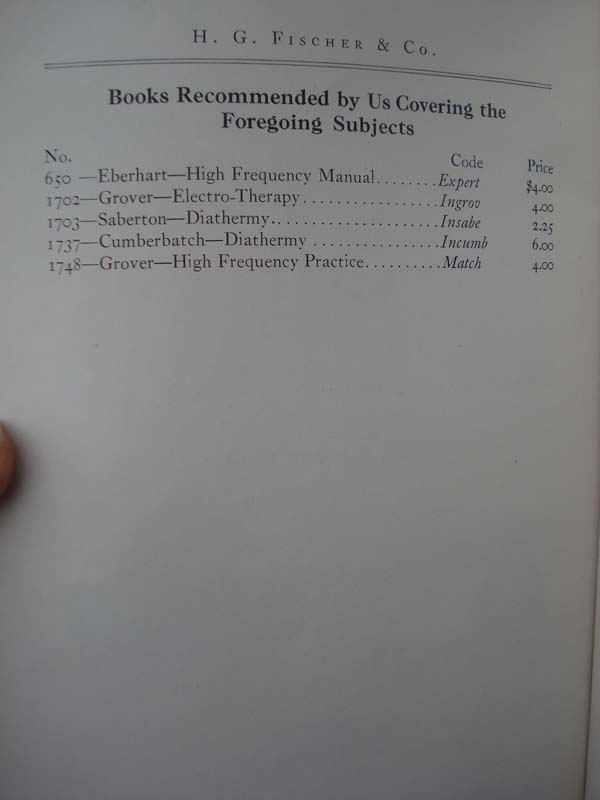 H. G. Fischer & Co.
Books Recommended by Us Covering the
Foregoing Subjects
No. Code Price
650 —Eberhart—High Frequency Manual........Expert $4.00
1702—Grover—Electro-Therapy.................Ingrov 4.00
1703—Saberton—Diathermy.....................Insabe 2.25
1737—Cumberbatch—Diathermy ...............Incumb 6.00
1748—Grover—High Frequency Practice..........Match 4.00